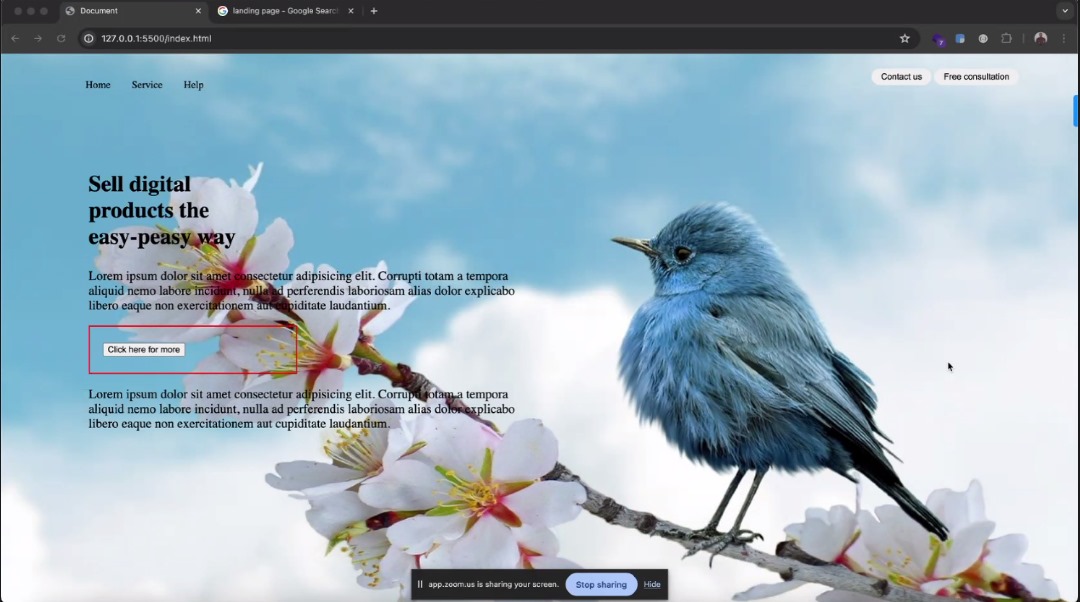 Document
landing page - Google Search
127.0.0.1:5500/index.html
Home Service Help
Contact us Free consultation
Sell digital
products the
easy-peasy way
Lorem ipsum dolor sit amet consectetur adipisicing elit. Corrupti totam a tempora
aliquid nemo labore incidunt, nulla ad perferendis laboriosam alias dolor explicabo
libero eaque non exercitationem aut cupiditate laudantium.
Click here for more
Lorem ipsum dolor sit amet consectetur adipisicing elit. Corrupti totam a tempora
aliquid nemo labore incidunt, nulla ad perferendis laboriosam alias dolor explicabo
libero eaque non exercitationem aut cupiditate laudantium.
app.zoom.us is sharing your screen. Stop sharing Hide